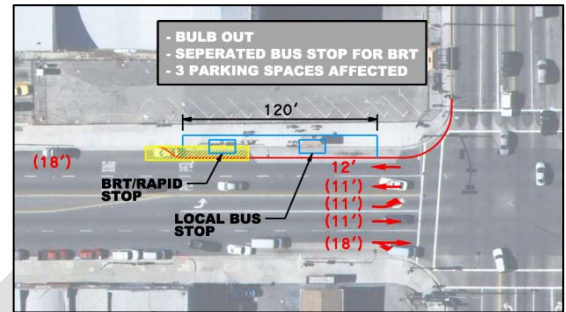 - BULB OUT
- SEPERATED BUS STOP FOR BRT
- 3 PARKING SPACES AFFECTED
120'
(18')
12'
BRT/RAPID
STOP
(11')
(11')
LOCAL BUS
STOP
(11')
(18')